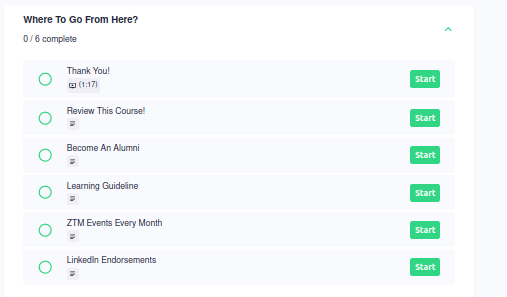 Where To Go From Here?
0 / 6 complete
Thank You!
(1:17)
Start
Review This Course!
Start
Become An Alumni
Start
Learning Guideline
Start
ZTM Events Every Month
Start
LinkedIn Endorsements
Start